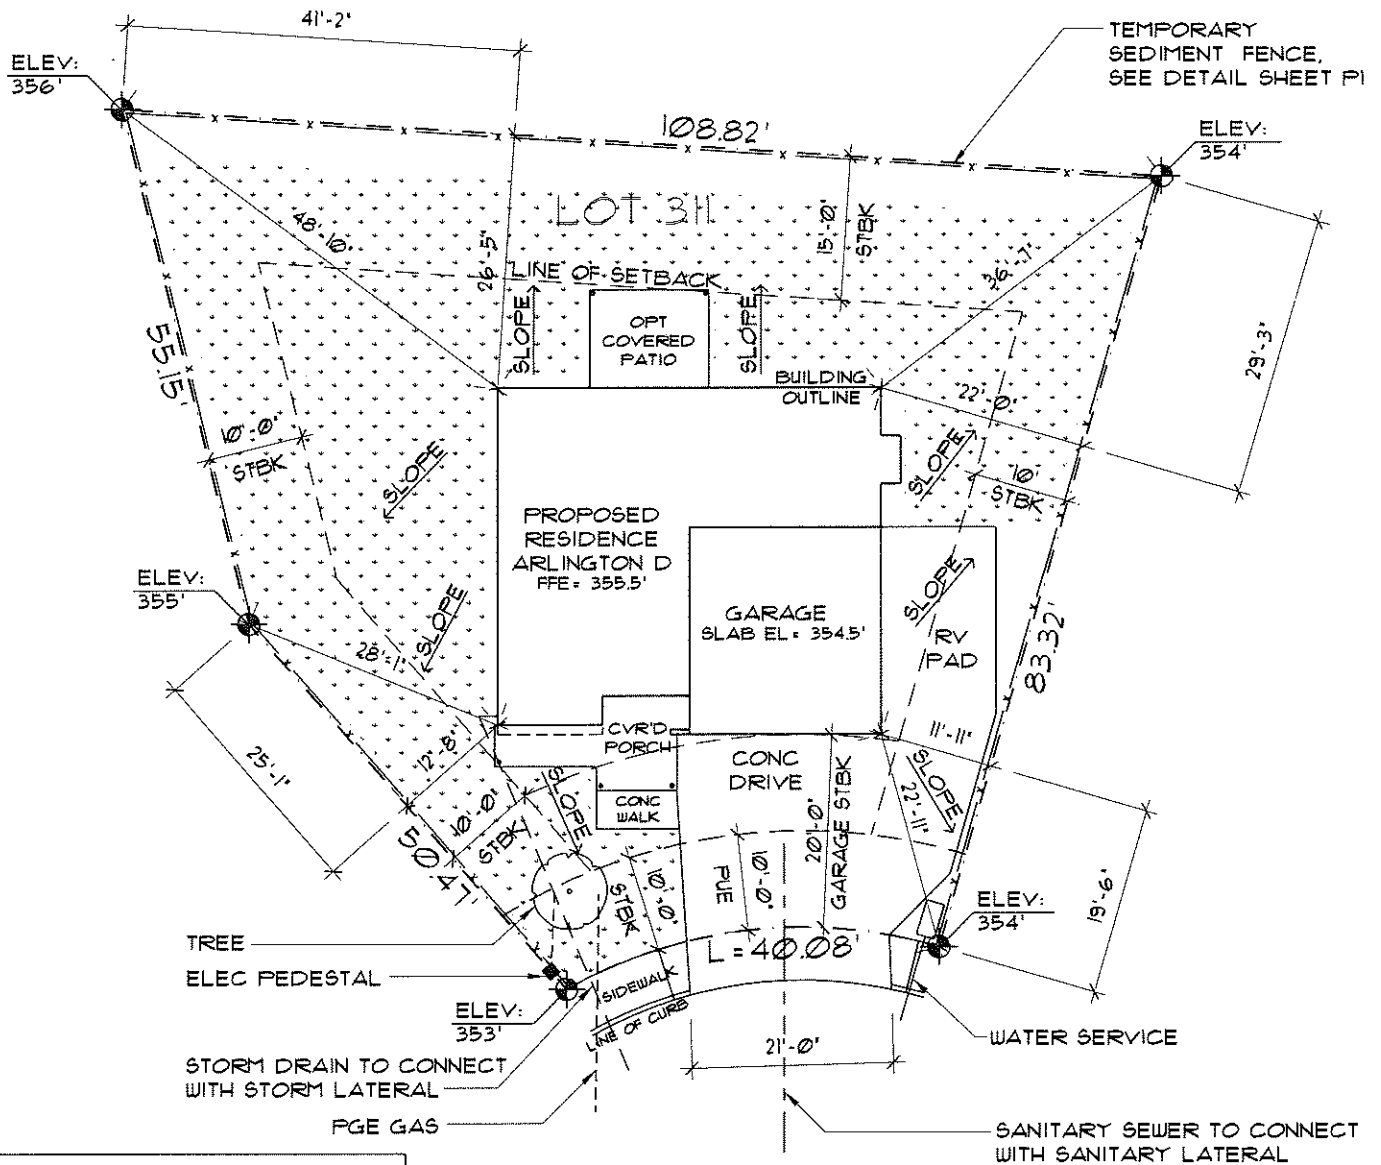 41'-2"
TEMPORARY
SEDIMENT FENCE,
SEE DETAIL SHEET P1
ELEV:
356'
108.82'
ELEV:
354'
LOT 311
48'-10"
26'-5"
15'-0"
STBK
36'-7"
LINE OF SETBACK
SLOPE
OPT
COVERED
PATIO
SLOPE
29'-3"
55.15'
BUILDING
OUTLINE
22'-0"
10'-0"
STBK
SLOPE
SLOPE
10'
STBK
PROPOSED
RESIDENCE
ARLINGTON D
FFE = 355.5'
ELEV:
355'
SLOPE
GARAGE
SLAB EL = 354.5'
SLOPE
RV
PAD
83.32'
28'-1"
25'-1"
12'-8"
CVR'D
PORCH
CONC
DRIVE
11'-11"
SLOPE
22'-11"
SLOPE
CONC
WALK
10'-0"
STBK
50.47'
20'-0"
GARAGE STBK
PUE
10'-0"
10'-0"
STBK
19'-6"
ELEV:
354'
TREE
L = 40.08'
ELEC PEDESTAL
SIDEWALK
ELEV:
353'
LINE OF CURB
WATER SERVICE
21'-0"
STORM DRAIN TO CONNECT
WITH STORM LATERAL
PGE GAS
SANITARY SEWER TO CONNECT
WITH SANITARY LATERAL